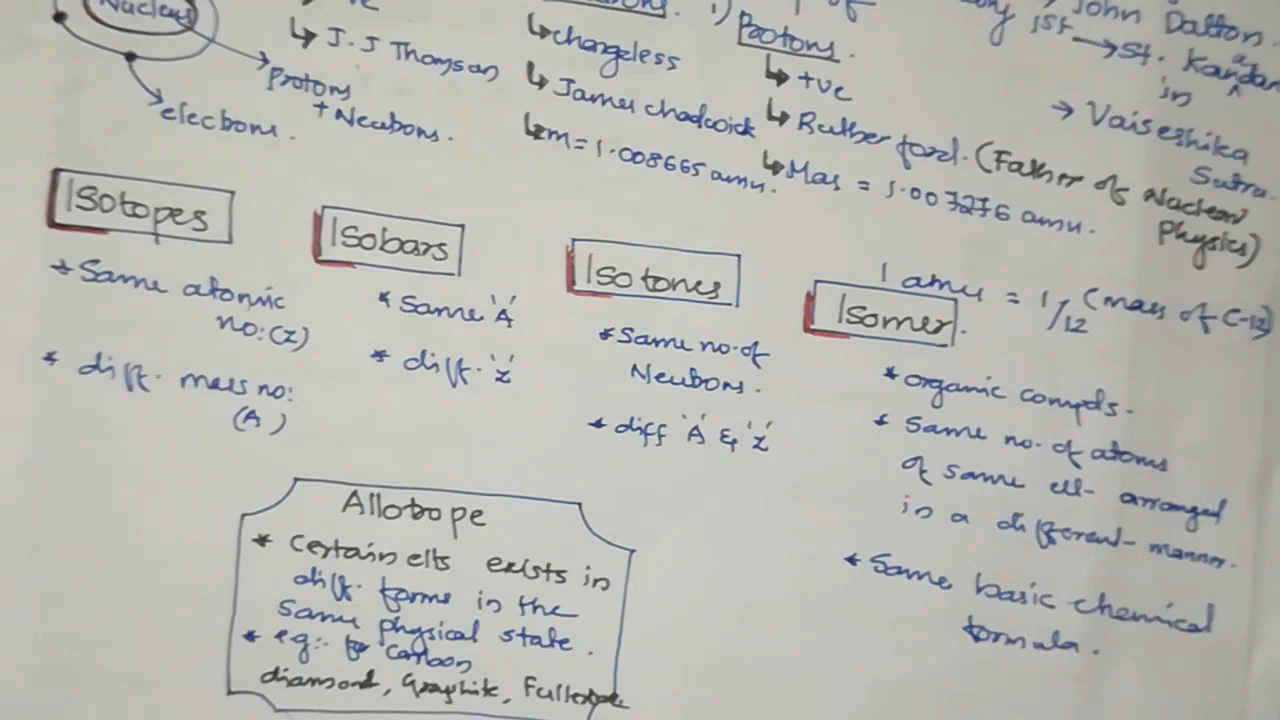 Nucleus
electrons.
Protons
+ Neutrons.
↳ J.J Thomson
↳ chargeless
↳ James chadwick
↳ m = 1.008665 amu.
1) Protons.
↳ +ve
↳ Rutherford. (Father of Nuclear
Physics)
↳ Mas = 1.007276 amu.
John Dalton.
1st → St. Kandar
a
in
→ Vaiseshika
Sutra.
1 amu = 1/12 (mass of C-12)
Isotopes
* Same atomic
no:(Z)
* diff. mass no:
(A)
Isobars
* Same 'A'
* diff. 'Z'
Isotones
* Same no. of
Neutrons.
* diff 'A' & 'Z'
Isomer.
* organic compds.
* Same no. of atoms
of same elt arranged
in a different manner.
* Same basic chemical
formula.
Allotrope
* Certain elts exists in
diff. forms in the
same physical state.
* eg:- Carbon
diamond, Graphite, Fullerene